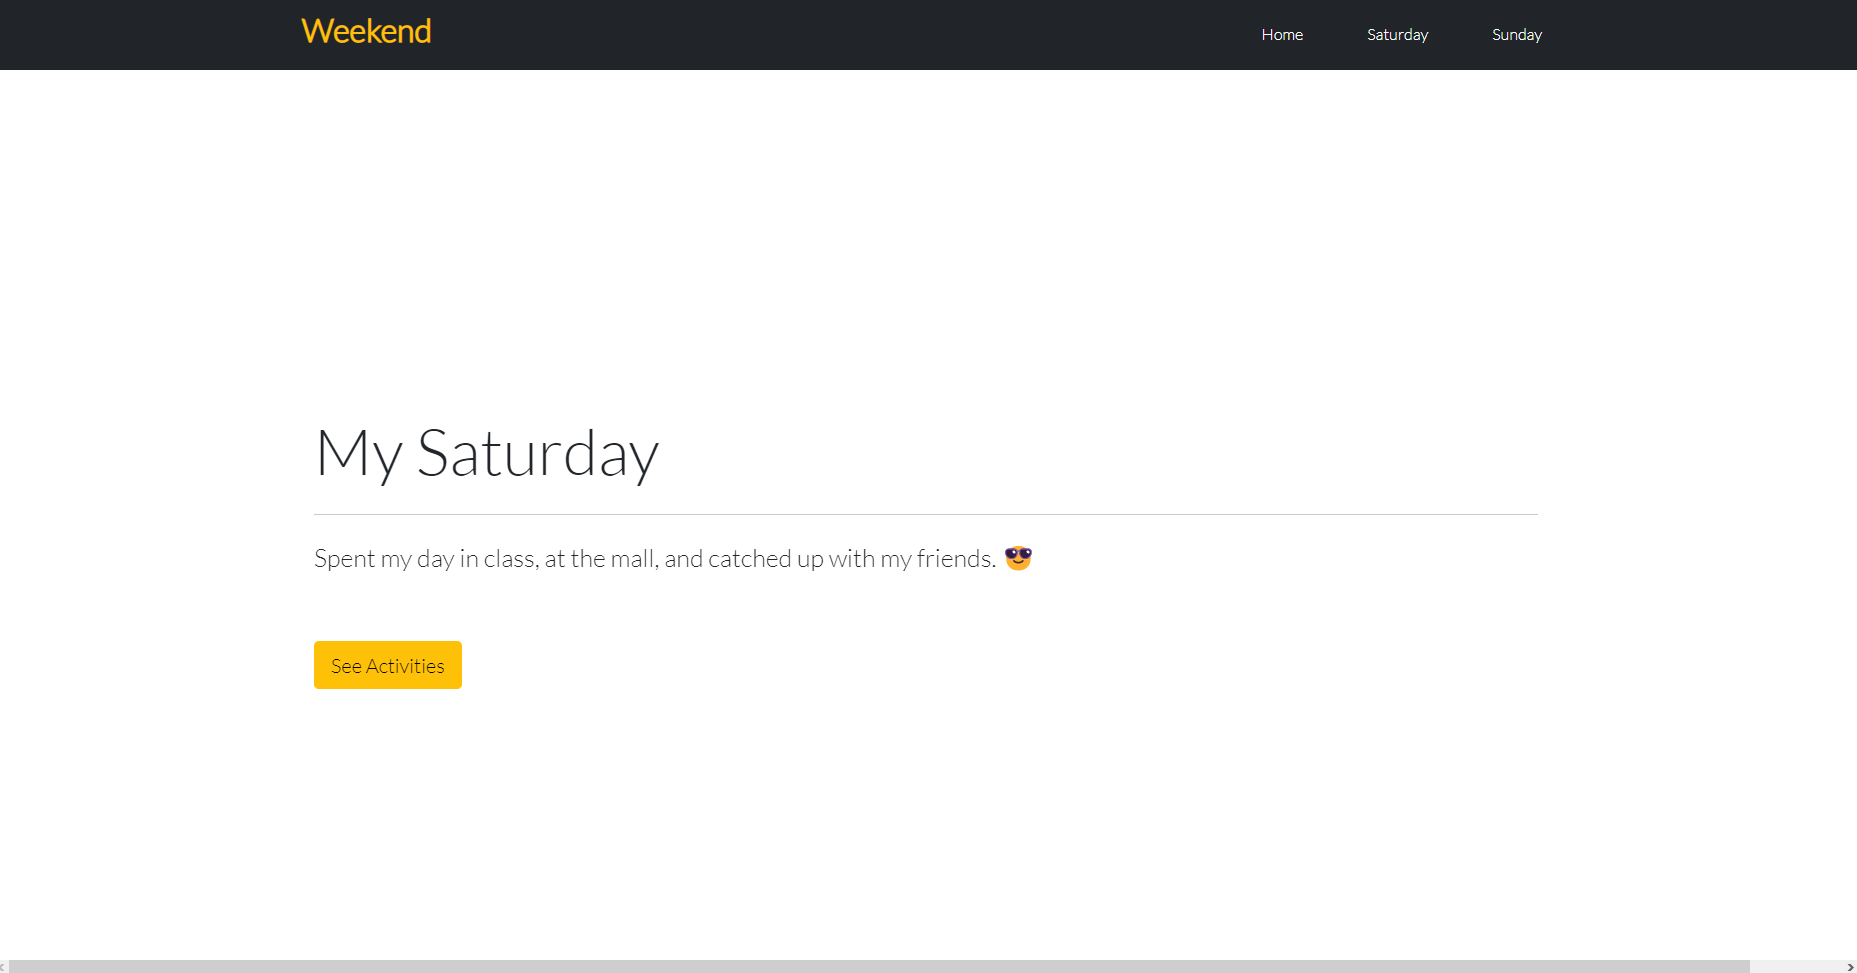 Weekend
Home Saturday Sunday
My Saturday
Spent my day in class, at the mall, and catched up with my friends. 😎
See Activities